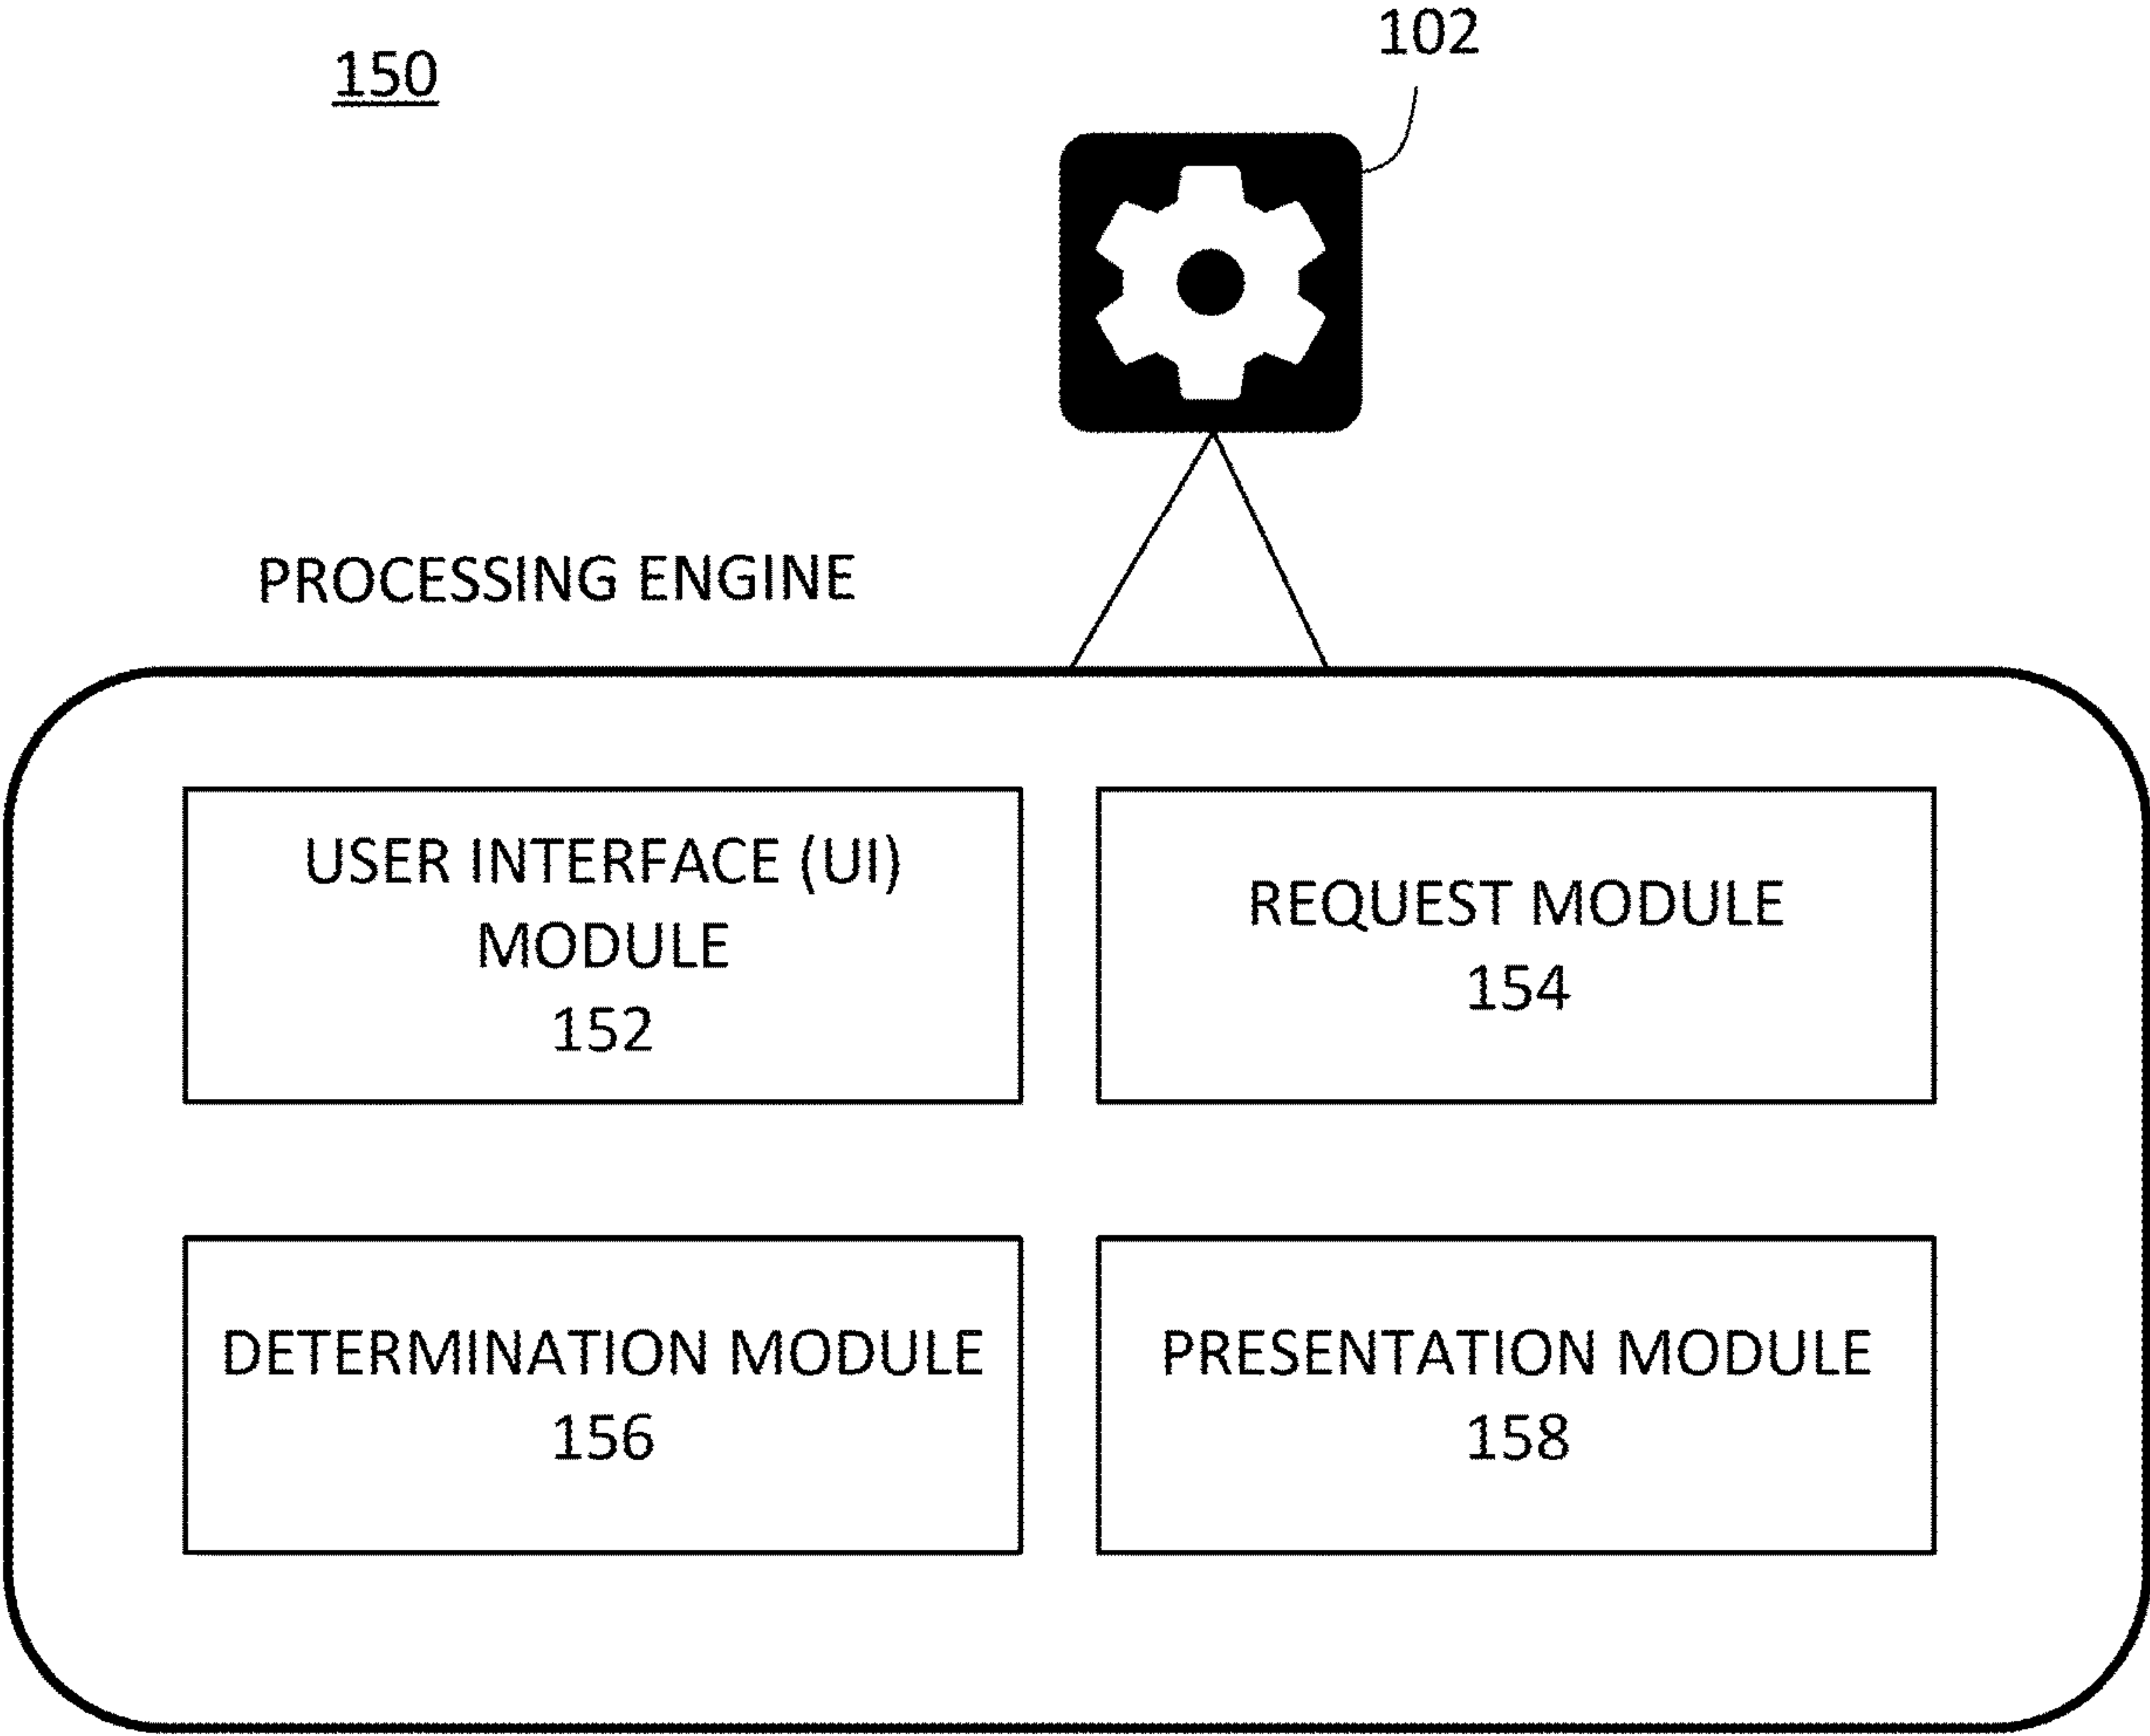 102
150
PROCESSING ENGINE
USER INTERFACE (UI)
MODULE
152
REQUEST MODULE
154
DETERMINATION MODULE
156
PRESENTATION MODULE
158